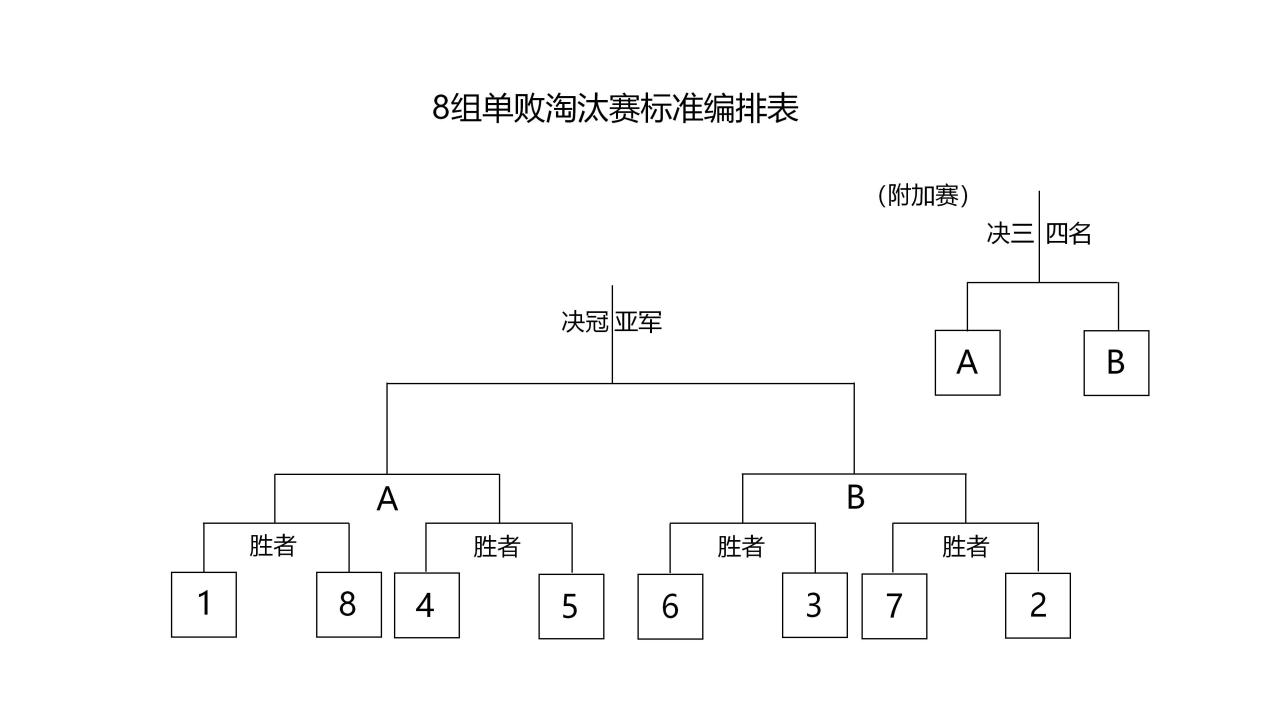 8组单败淘汰赛标准编排表
（附加赛）
决三 四名
A B
决冠 亚军
A B
胜者 胜者 胜者 胜者
1 8 4 5 6 3 7 2